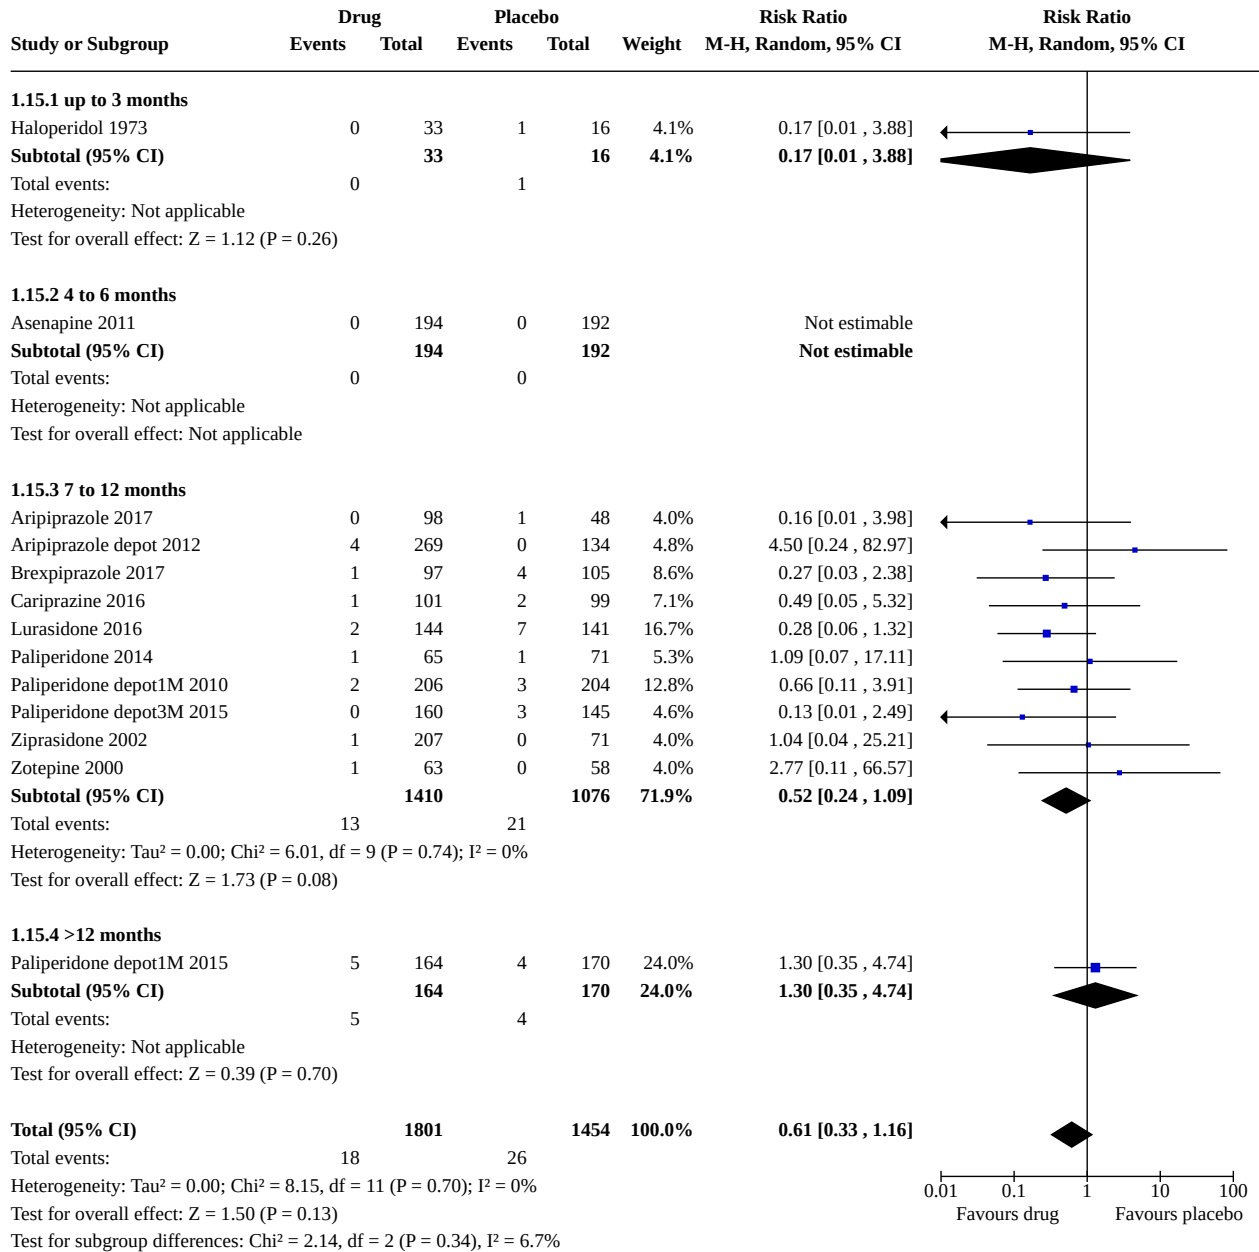 Drug Placebo Risk Ratio Risk Ratio
Study or Subgroup Events Total Events Total Weight M-H, Random, 95% CI M-H, Random, 95% CI
1.15.1 up to 3 months
Haloperidol 1973 0 33 1 16 4.1% 0.17 [0.01 , 3.88]
Subtotal (95% CI) 33 16 4.1% 0.17 [0.01 , 3.88]
Total events: 0 1
Heterogeneity: Not applicable
Test for overall effect: Z = 1.12 (P = 0.26)
1.15.2 4 to 6 months
Asenapine 2011 0 194 0 192 Not estimable
Subtotal (95% CI) 194 192 Not estimable
Total events: 0 0
Heterogeneity: Not applicable
Test for overall effect: Not applicable
1.15.3 7 to 12 months
Aripiprazole 2017 0 98 1 48 4.0% 0.16 [0.01 , 3.98]
Aripiprazole depot 2012 4 269 0 134 4.8% 4.50 [0.24 , 82.97]
Brexpiprazole 2017 1 97 4 105 8.6% 0.27 [0.03 , 2.38]
Cariprazine 2016 1 101 2 99 7.1% 0.49 [0.05 , 5.32]
Lurasidone 2016 2 144 7 141 16.7% 0.28 [0.06 , 1.32]
Paliperidone 2014 1 65 1 71 5.3% 1.09 [0.07 , 17.11]
Paliperidone depot1M 2010 2 206 3 204 12.8% 0.66 [0.11 , 3.91]
Paliperidone depot3M 2015 0 160 3 145 4.6% 0.13 [0.01 , 2.49]
Ziprasidone 2002 1 207 0 71 4.0% 1.04 [0.04 , 25.21]
Zotepine 2000 1 63 0 58 4.0% 2.77 [0.11 , 66.57]
Subtotal (95% CI) 1410 1076 71.9% 0.52 [0.24 , 1.09]
Total events: 13 21
Heterogeneity: Tau² = 0.00; Chi² = 6.01, df = 9 (P = 0.74); I² = 0%
Test for overall effect: Z = 1.73 (P = 0.08)
1.15.4 >12 months
Paliperidone depot1M 2015 5 164 4 170 24.0% 1.30 [0.35 , 4.74]
Subtotal (95% CI) 164 170 24.0% 1.30 [0.35 , 4.74]
Total events: 5 4
Heterogeneity: Not applicable
Test for overall effect: Z = 0.39 (P = 0.70)
Total (95% CI) 1801 1454 100.0% 0.61 [0.33 , 1.16]
Total events: 18 26
Heterogeneity: Tau² = 0.00; Chi² = 8.15, df = 11 (P = 0.70); I² = 0%
0.01 0.1 1 10 100
Test for overall effect: Z = 1.50 (P = 0.13)
Favours drug Favours placebo
Test for subgroup differences: Chi² = 2.14, df = 2 (P = 0.34), I² = 6.7%